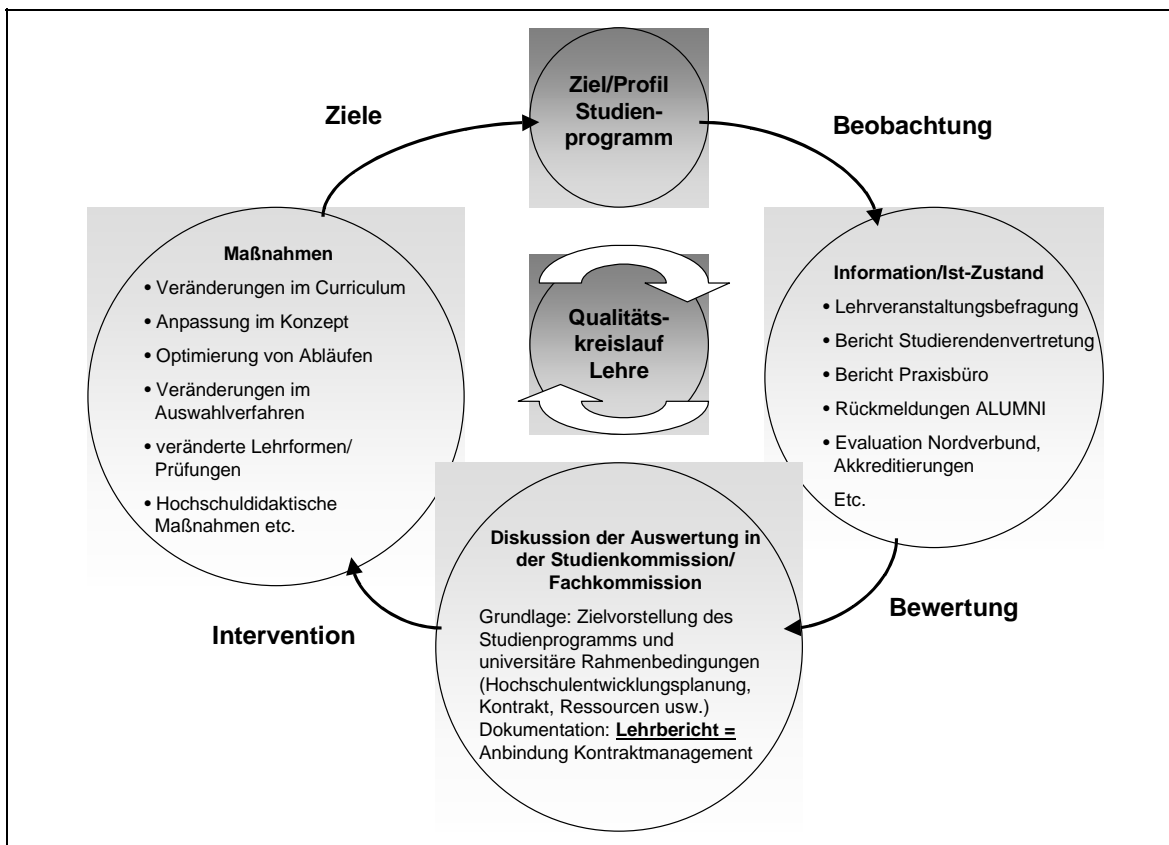 Ziel/Profil
Studien-
programm
Ziele
Beobachtung
Maßnahmen
• Veränderungen im Curriculum
• Anpassung im Konzept
• Optimierung von Abläufen
• Veränderungen im
Auswahlverfahren
• veränderte Lehrformen/
Prüfungen
• Hochschuldidaktische
Maßnahmen etc.
Qualitäts-
kreislauf
Lehre
Information/Ist-Zustand
• Lehrveranstaltungsbefragung
• Bericht Studierendenvertretung
• Bericht Praxisbüro
• Rückmeldungen ALUMNI
• Evaluation Nordverbund,
Akkreditierungen
Etc.
Diskussion der Auswertung in
der Studienkommission/
Fachkommission
Grundlage: Zielvorstellung des
Studienprogramms und
universitäre Rahmenbedingungen
(Hochschulentwicklungsplanung,
Kontrakt, Ressourcen usw.)
Dokumentation: Lehrbericht =
Anbindung Kontraktmanagement
Intervention
Bewertung